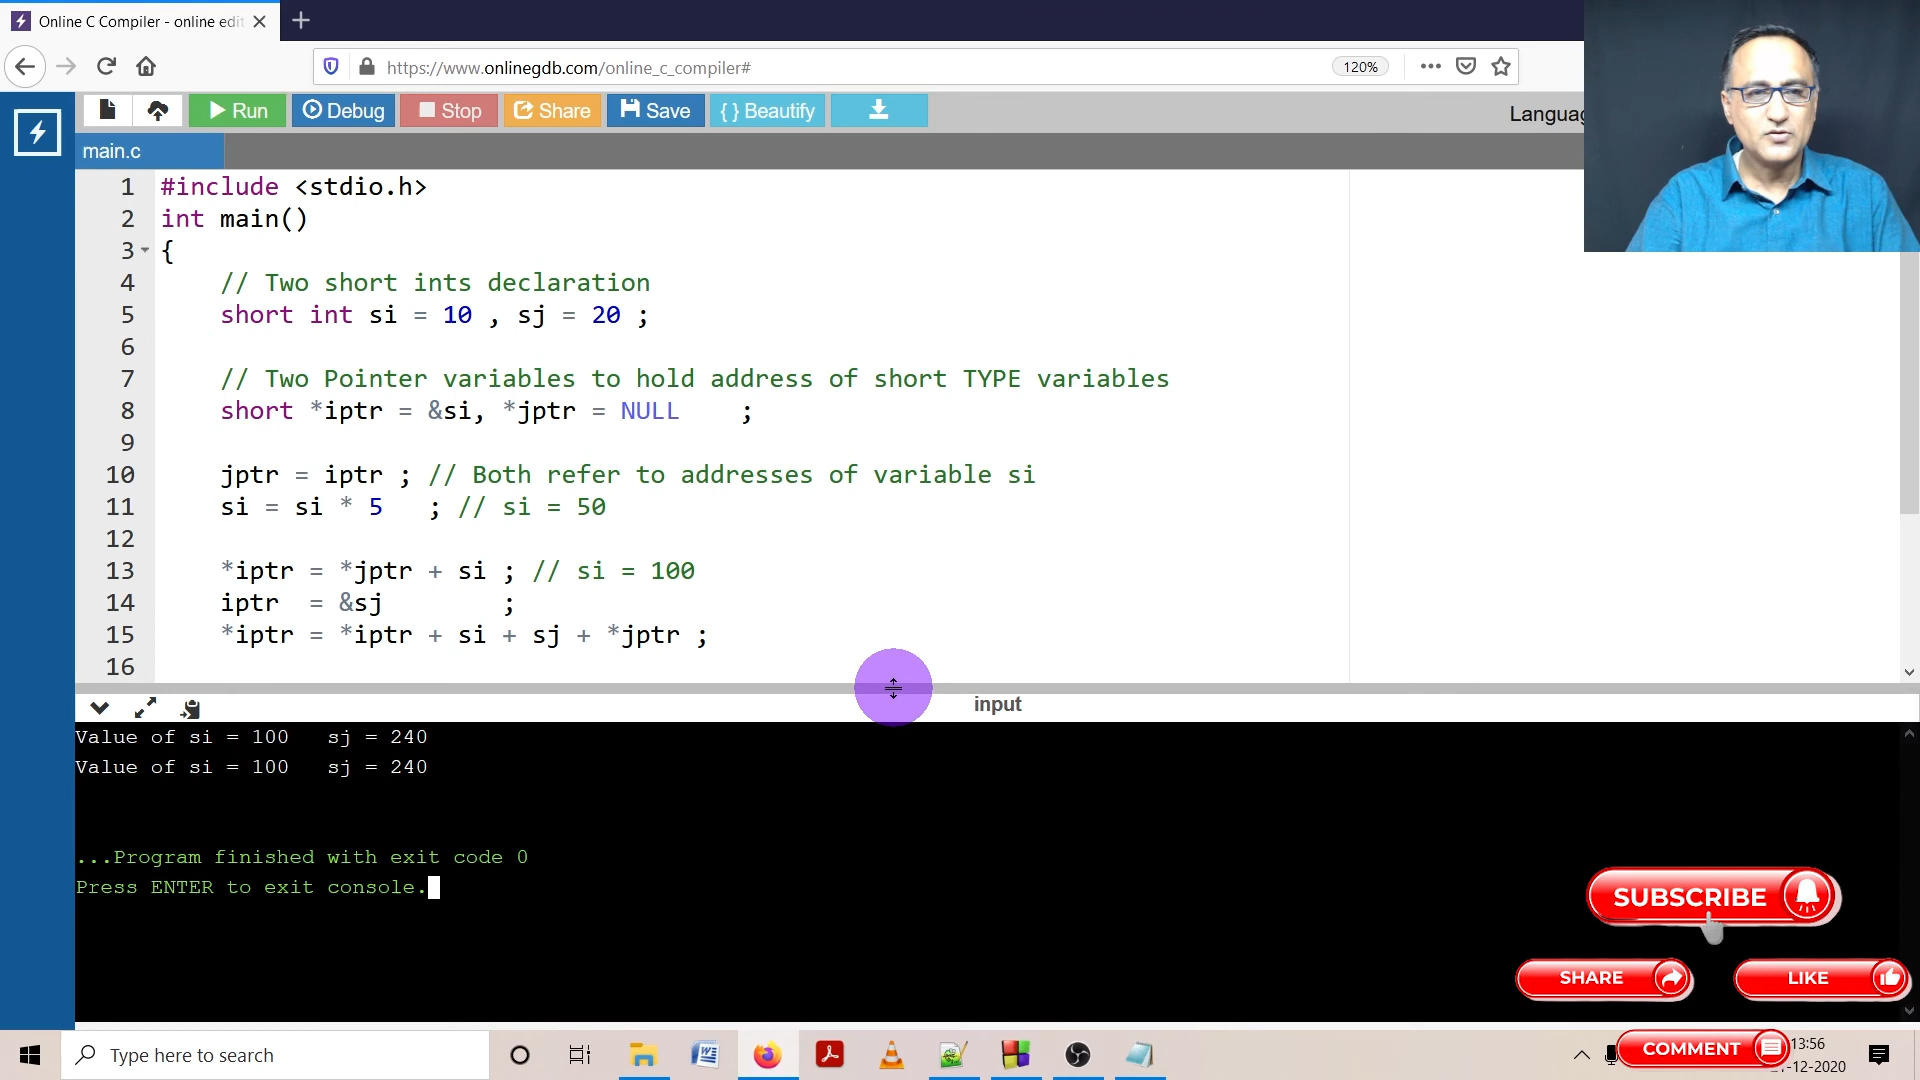 Online C Compiler - online edit
https://www.onlinegdb.com/online_c_compiler#
120%
Run
Debug
Stop
Share
Save
{ } Beautify
Languag
main.c
1 #include <stdio.h>
2 int main()
3 {
4 // Two short ints declaration
5 short int si = 10 , sj = 20 ;
6
7 // Two Pointer variables to hold address of short TYPE variables
8 short *iptr = &si, *jptr = NULL ;
9
10 jptr = iptr ; // Both refer to addresses of variable si
11 si = si * 5 ; // si = 50
12
13 *iptr = *jptr + si ; // si = 100
14 iptr = &sj ;
15 *iptr = *iptr + si + sj + *jptr ;
16
input
Value of si = 100 sj = 240
Value of si = 100 sj = 240
...Program finished with exit code 0
Press ENTER to exit console.
SUBSCRIBE
SHARE
LIKE
Type here to search
COMMENT
13:56
-12-2020